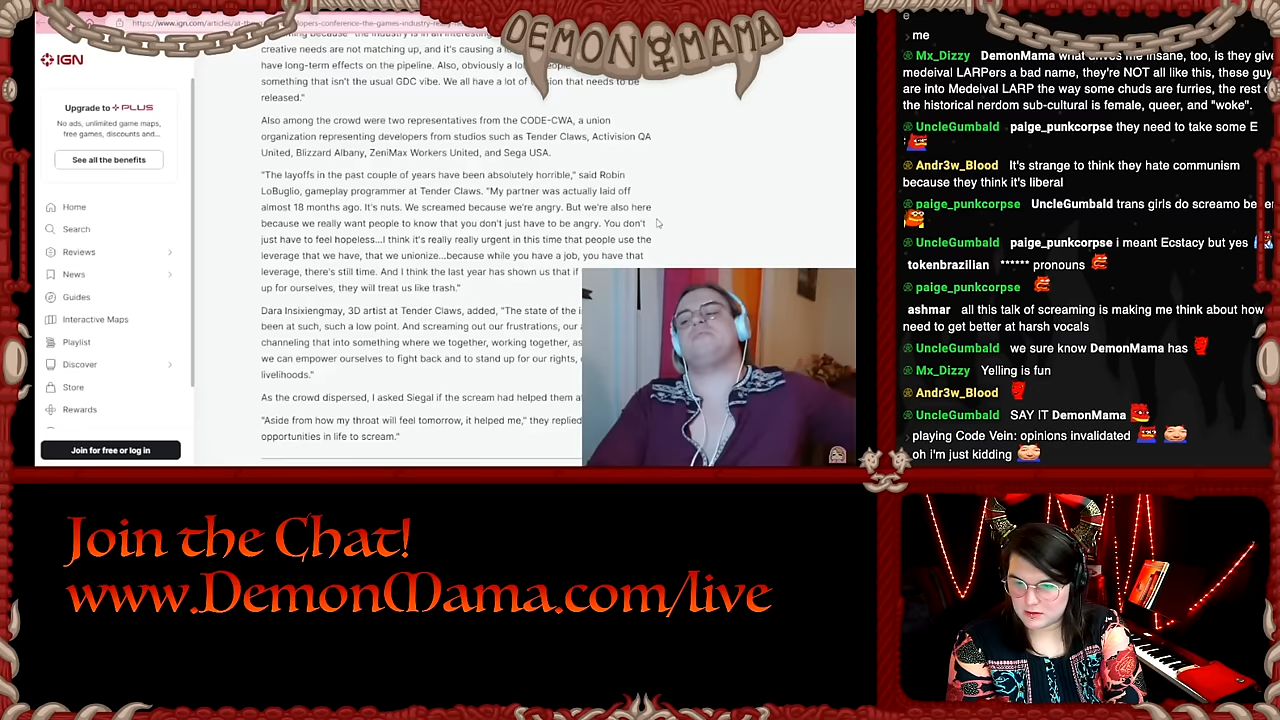 https://www.ign.com/articles/at-th
lopers-conference-the-games-industry-really-
DEMON MAMA
IGN
Upgrade to PLUS
No ads, unlimited game maps,
free games, discounts and...
See all the benefits
Home
Search
Reviews
News
Guides
Interactive Maps
Playlist
Discover
Store
Rewards
Join for free or log in
creative needs are not matching up, and it's causing a
have long-term effects on the pipeline. Also, obviously a lot
something that isn't the usual GDC vibe. We all have a lot of that needs to be
released."
Also among the crowd were two representatives from the CODE-CWA, a union
organization representing developers from studios such as Tender Claws, Activision QA
United, Blizzard Albany, ZeniMax Workers United, and Sega USA.
"The layoffs in the past couple of years have been absolutely horrible," said Robin
LoBuglio, gameplay programmer at Tender Claws. "My partner was actually laid off
almost 18 months ago. It's nuts. We screamed because we're angry. But we're also here
because we really want people to know that you don't just have to be angry. You don't
just have to feel hopeless...I think it's really really urgent in this time that people use the
leverage that we have, that we unionize...because while you have a job, you have that
leverage, there's still time. And I think the last year has shown us that if
up for ourselves, they will treat us like trash."
Dara Insixiengmay, 3D artist at Tender Claws, added, "The state of the i
been at such, such a low point. And screaming out our frustrations, our
channeling that into something where we together, working together, as
we can empower ourselves to fight back and to stand up for our rights,
livelihoods."
As the crowd dispersed, I asked Siegal if the scream had helped them a
"Aside from how my throat will feel tomorrow, it helped me," they replied
opportunities in life to scream."
me
Mx_Dizzy DemonMama what me insane, too, is they give
medeival LARPers a bad name, they're NOT all like this, these guy
are into Medeival LARP the way some chuds are furries, the rest o
the historical nerdom sub-cultural is female, queer, and "woke".
UncleGumbald paige_punkcorpse they need to take some E
Andr3w_Blood It's strange to think they hate communism
because they think it's liberal
paige_punkcorpse UncleGumbald trans girls do screamo be
UncleGumbald paige_punkcorpse i meant Ecstacy but yes
tokenbrazilian ****** pronouns
paige_punkcorpse
ashmar all this talk of screaming is making me think about how
need to get better at harsh vocals
UncleGumbald we sure know DemonMama has
Mx_Dizzy Yelling is fun
Andr3w_Blood
UncleGumbald SAY IT DemonMama
playing Code Vein: opinions invalidated
oh i'm just kidding
Join the Chat!
www.DemonMama.com/live